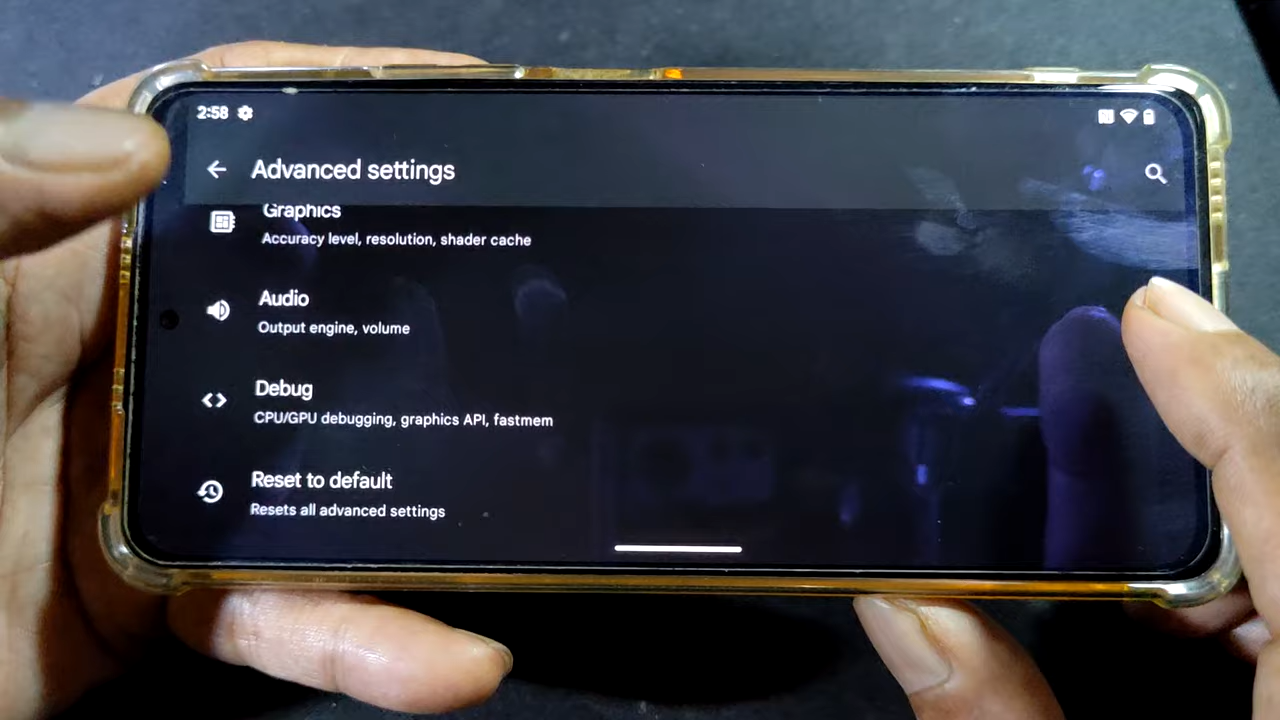 2:58
Advanced settings
Graphics
Accuracy level, resolution, shader cache
Audio
Output engine, volume
Debug
CPU/GPU debugging, graphics API, fastmem
Reset to default
Resets all advanced settings